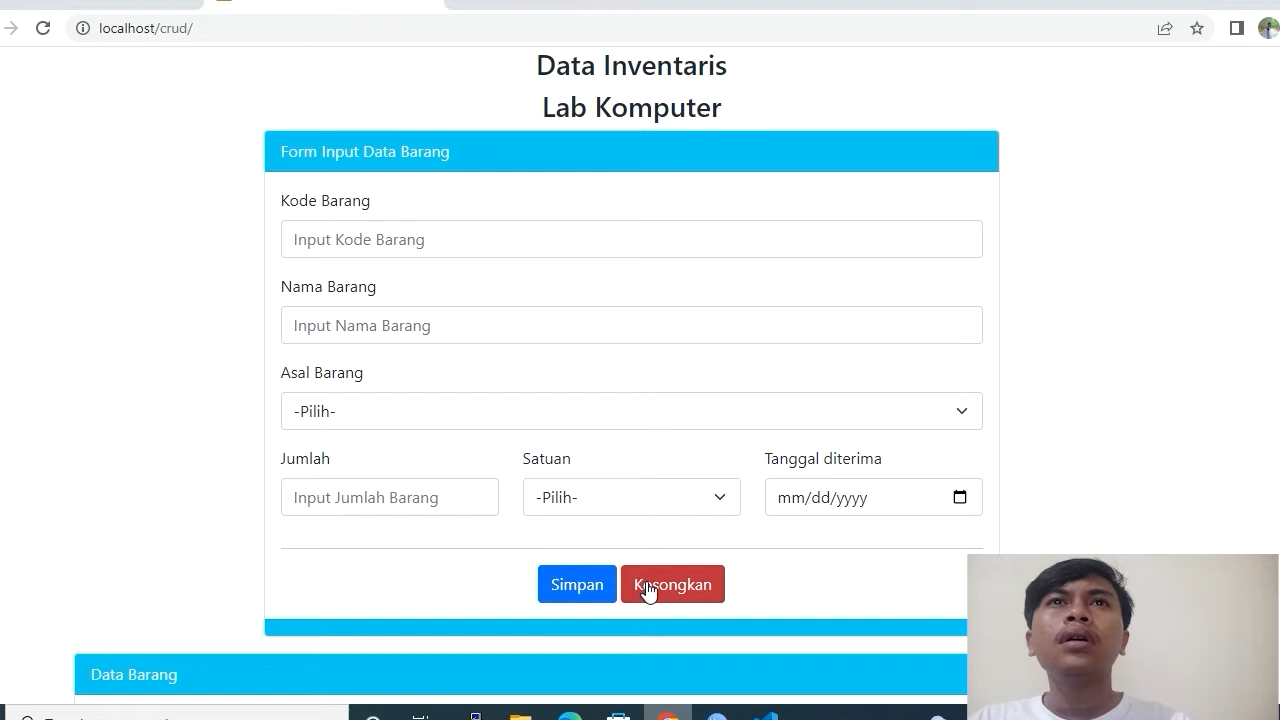 localhost/crud/
Data Inventaris
Lab Komputer
Form Input Data Barang
Kode Barang
Input Kode Barang
Nama Barang
Input Nama Barang
Asal Barang
-Pilih-
Jumlah Satuan Tanggal diterima
Input Jumlah Barang -Pilih- mm/dd/yyyy
Simpan Kosongkan
Data Barang